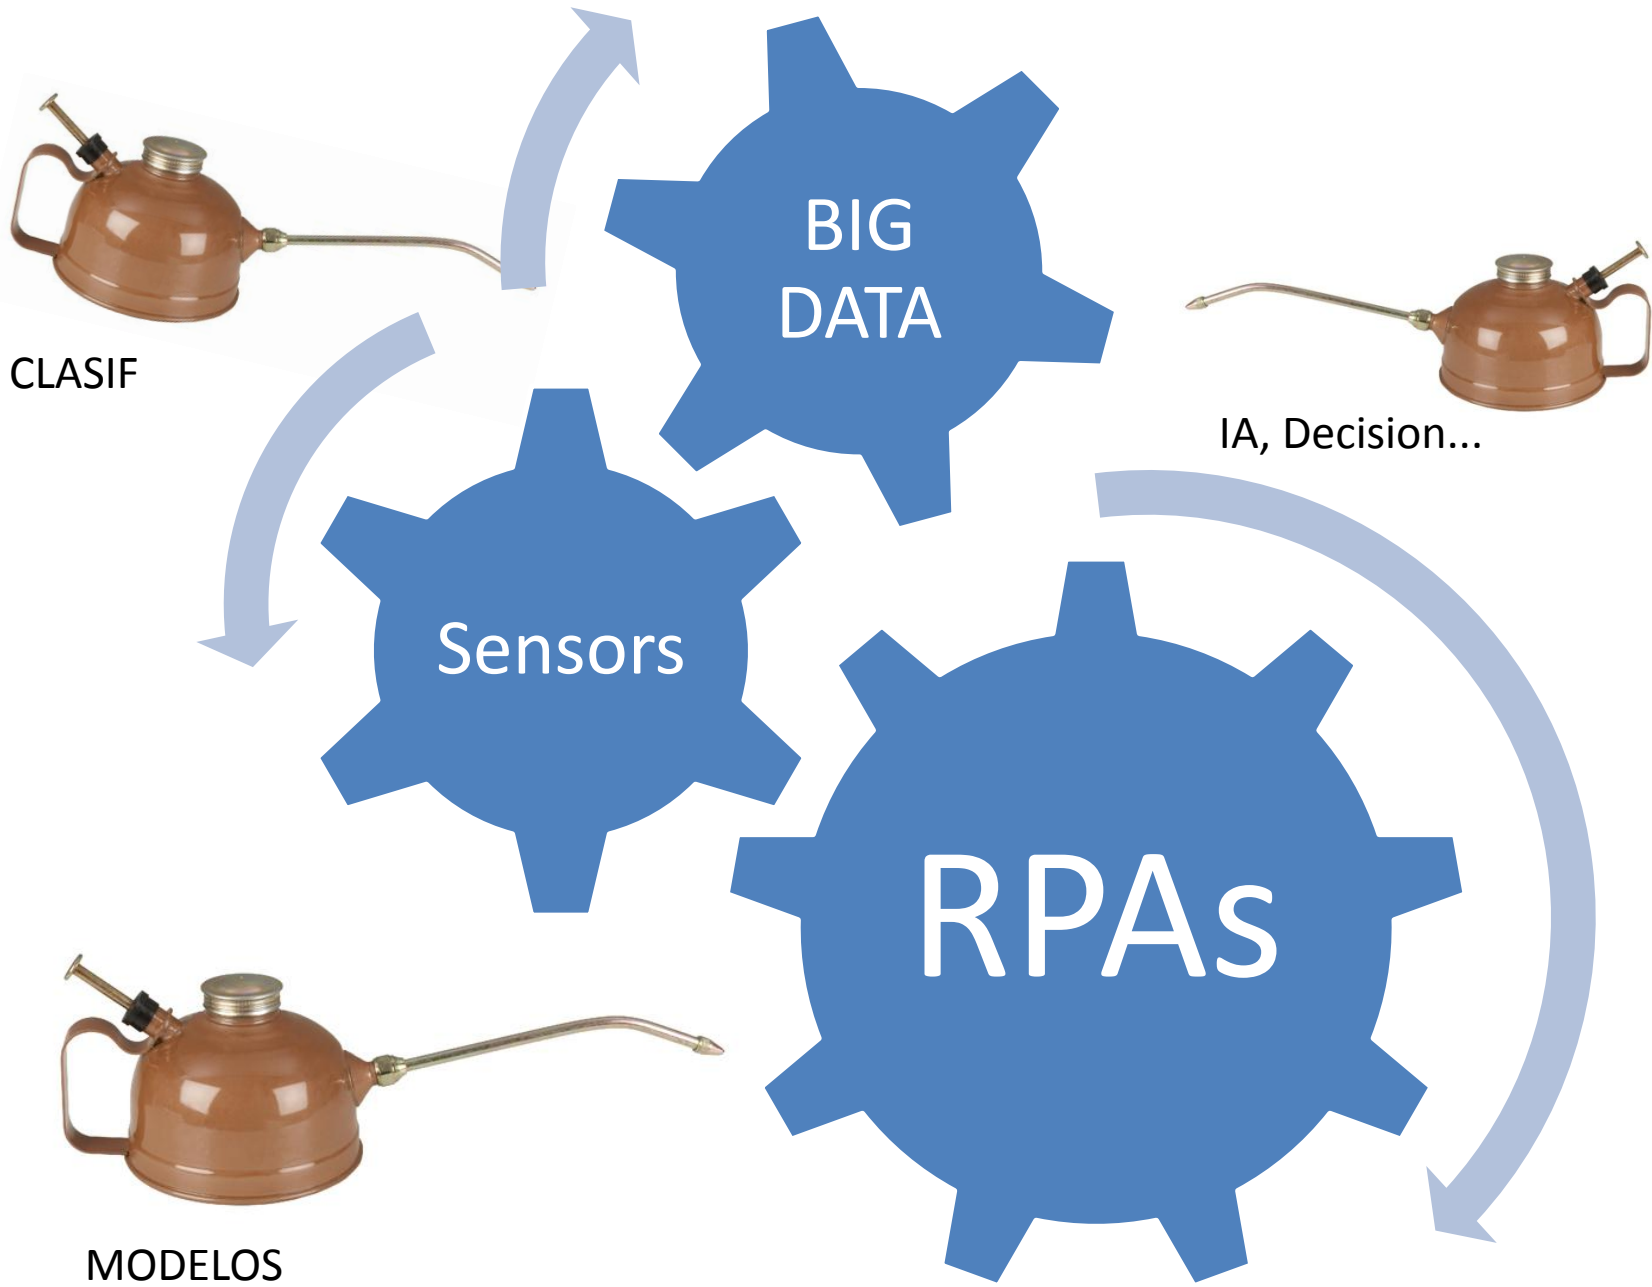 BIG
DATA
CLASIF
IA, Decision...
Sensors
RPAs
MODELOS